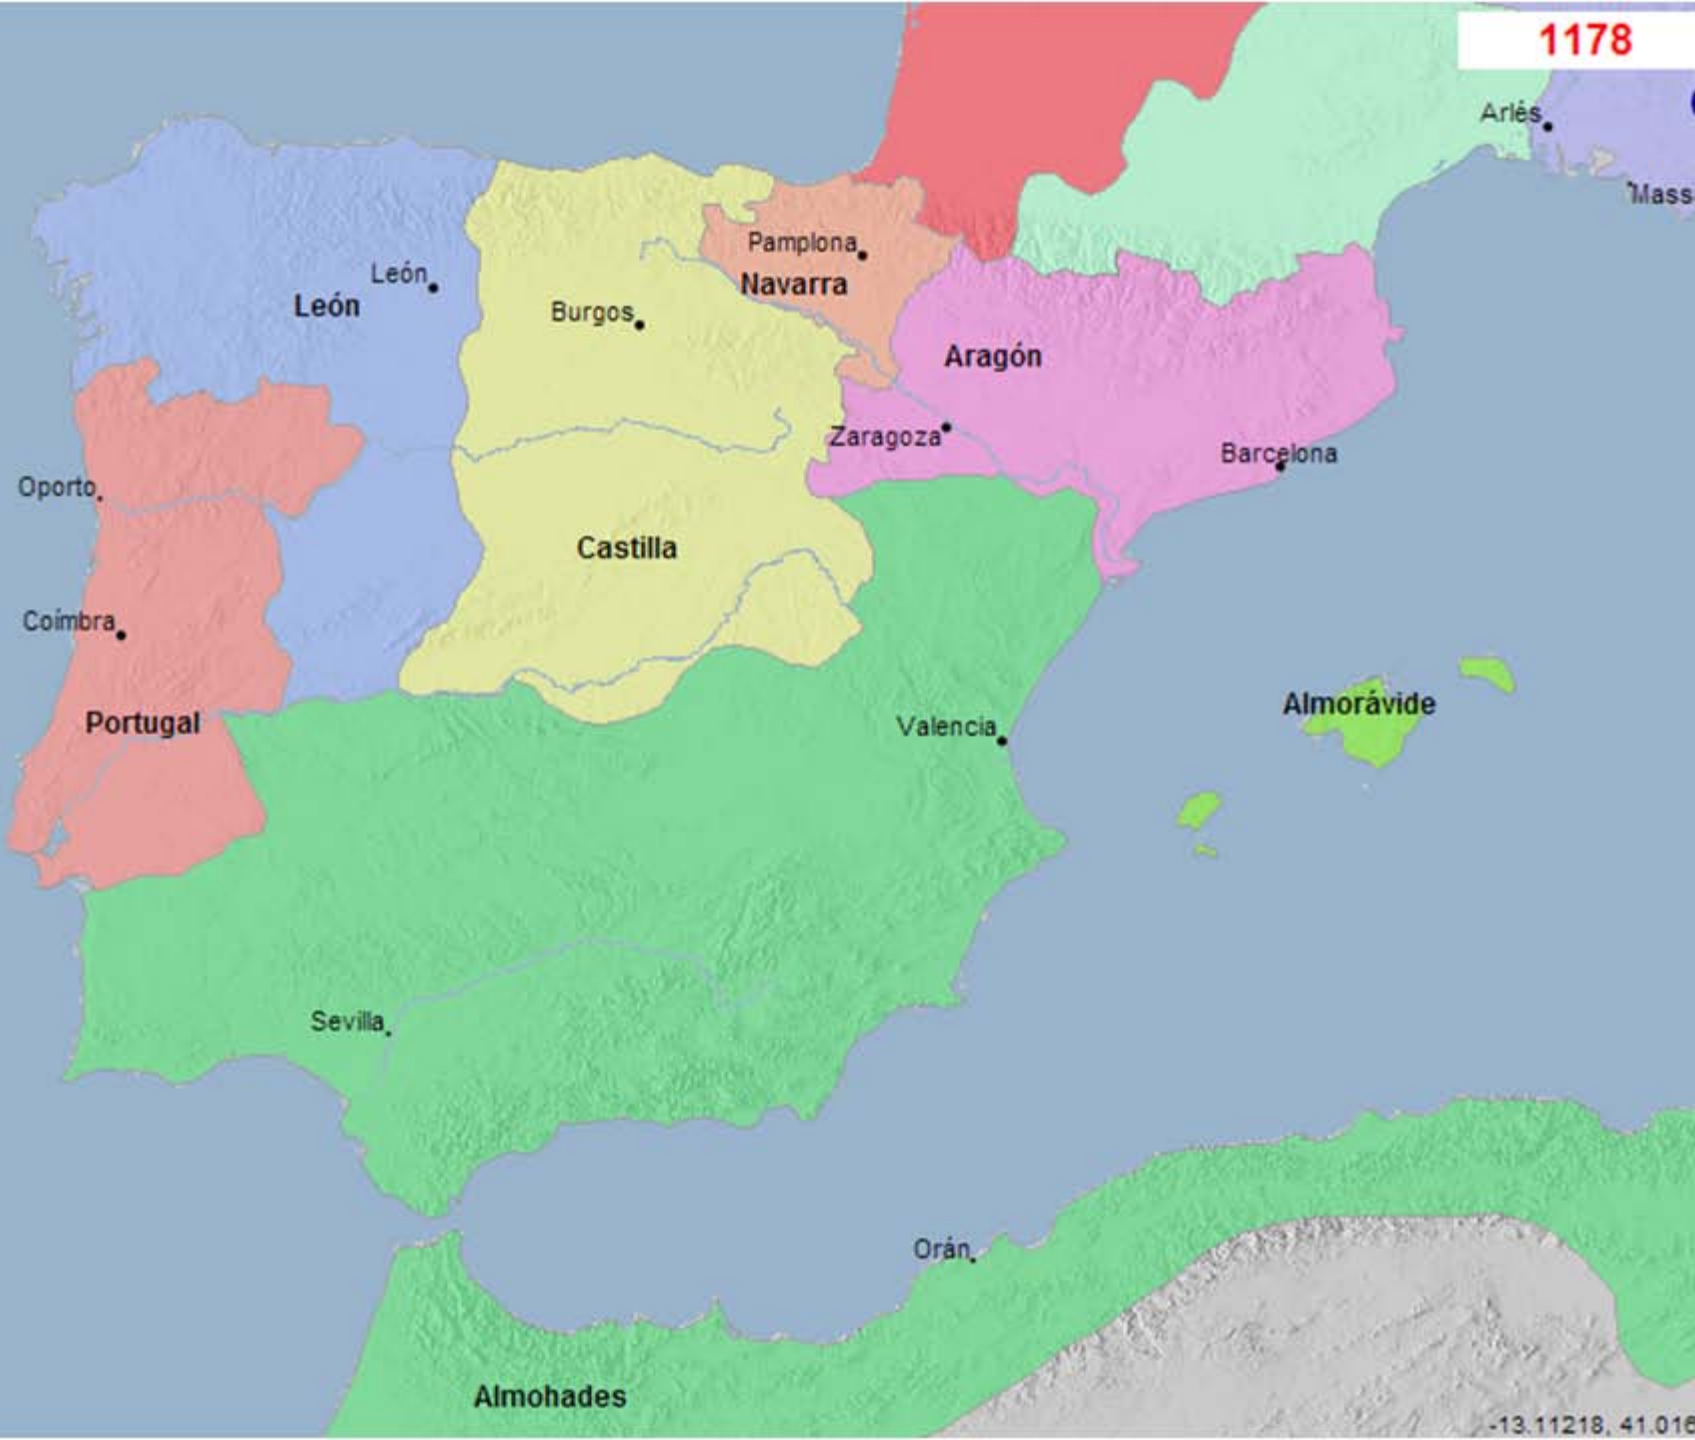 1178
Arlés
Mass
Pamplona
León
Navarra
León
Burgos
Aragón
Zaragoza
Barcelona
Oporto
Castilla
Coímbra
Almorávide
Portugal
Valencia
Sevilla
Orán
Almohades
-13.11218, 41.016